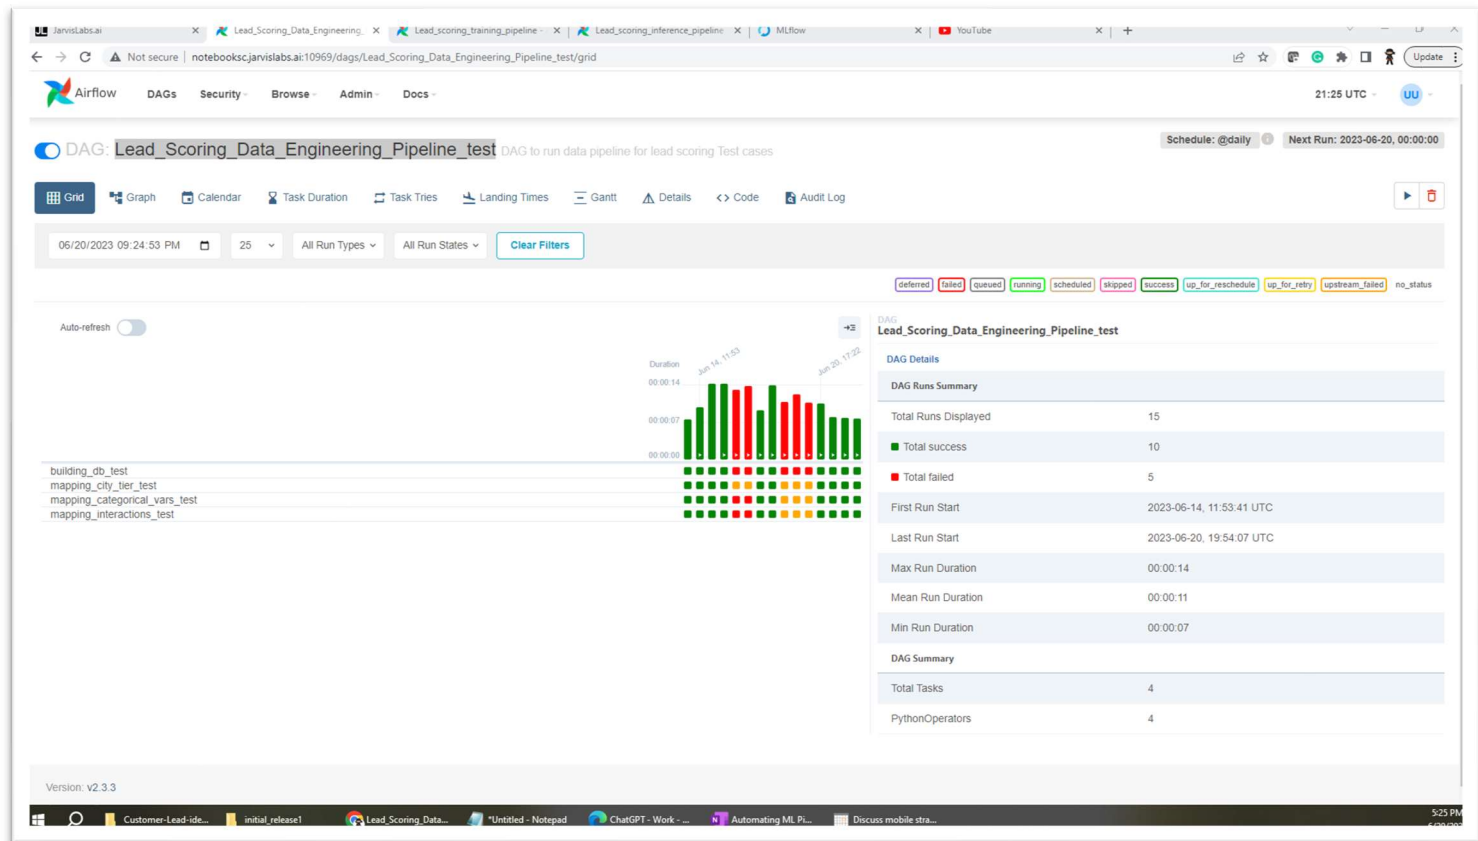 JL JarvisLabs.ai Lead_Scoring_Data_Engineering_ Lead_scoring_training_pipeline - Lead_scoring_inference_pipeline MLflow YouTube
Not secure | notebooksc.jarvislabs.ai:10969/dags/Lead_Scoring_Data_Engineering_Pipeline_test/grid Update
Airflow DAGs Security Browse Admin Docs 21:25 UTC UU
Schedule: @daily Next Run: 2023-06-20, 00:00:00
DAG: Lead_Scoring_Data_Engineering_Pipeline_test DAG to run data pipeline for lead scoring Test cases
Grid Graph Calendar Task Duration Task Tries Landing Times Gantt Details <> Code Audit Log
06/20/2023 09:24:53 PM 25 All Run Types All Run States Clear Filters
deferred failed queued running scheduled skipped success up_for_reschedule up_for_retry upstream_failed no_status
Auto-refresh
DAG
Lead_Scoring_Data_Engineering_Pipeline_test
Duration Jun 14, 11:53 Jun 20, 17:22
00:00:14
00:00:07
00:00:00
building_db_test
mapping_city_tier_test
mapping_categorical_vars_test
mapping_interactions_test
DAG Details
DAG Runs Summary
Total Runs Displayed 15
Total success 10
Total failed 5
First Run Start 2023-06-14, 11:53:41 UTC
Last Run Start 2023-06-20, 19:54:07 UTC
Max Run Duration 00:00:14
Mean Run Duration 00:00:11
Min Run Duration 00:00:07
DAG Summary
Total Tasks 4
PythonOperators 4
Version: v2.3.3
Customer-Lead-ide... initial_release1 Lead_Scoring_Data... *Untitled - Notepad ChatGPT - Work - ... Automating ML Pi... Discuss mobile stra... 5:25 PM